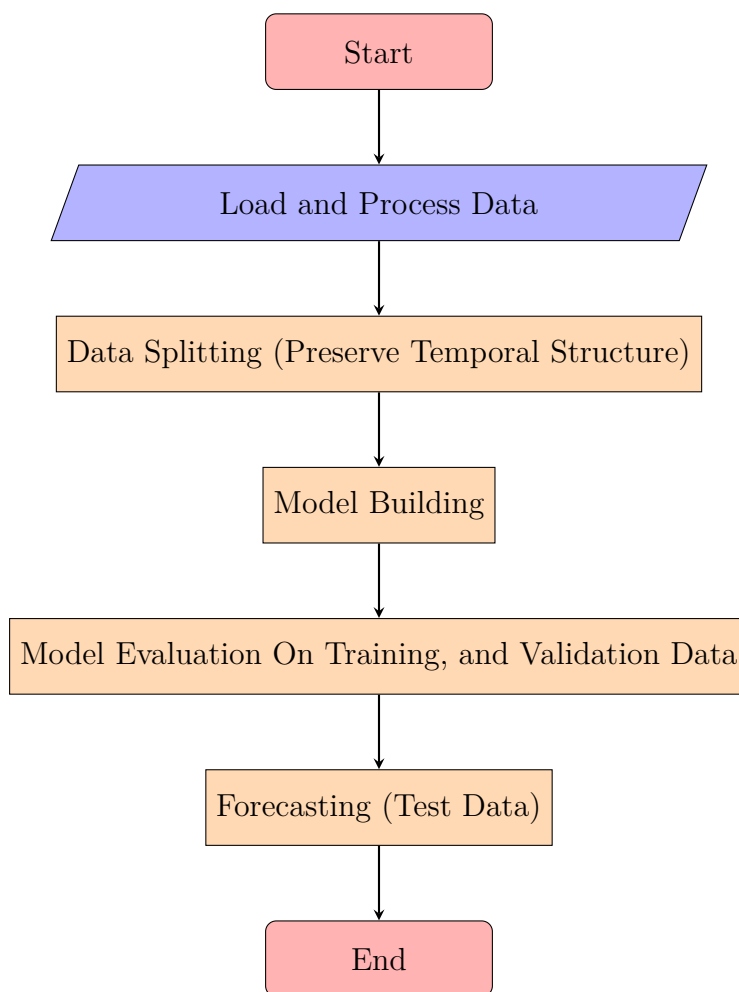 Start
Load and Process Data
Data Splitting (Preserve Temporal Structure)
Model Building
Model Evaluation On Training, and Validation Data
Forecasting (Test Data)
End